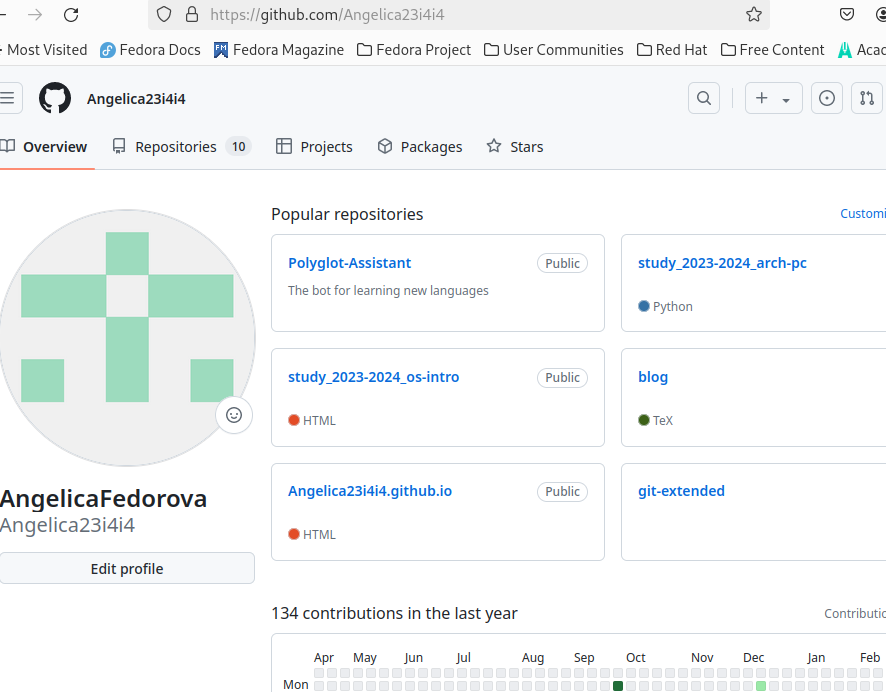 https://github.com/Angelica23i4i4
Most Visited Fedora Docs Fedora Magazine Fedora Project User Communities Red Hat Free Content
Angelica23i4i4
Overview Repositories 10 Projects Packages Stars
Popular repositories
Polyglot-Assistant Public
The bot for learning new languages
study_2023-2024_arch-pc
Python
study_2023-2024_os-intro Public
HTML
blog
TeX
Angelica23i4i4.github.io Public
HTML
git-extended
AngelicaFedorova
Angelica23i4i4
Edit profile
134 contributions in the last year
Apr May Jun Jul Aug Sep Oct Nov Dec Jan Feb
Mon